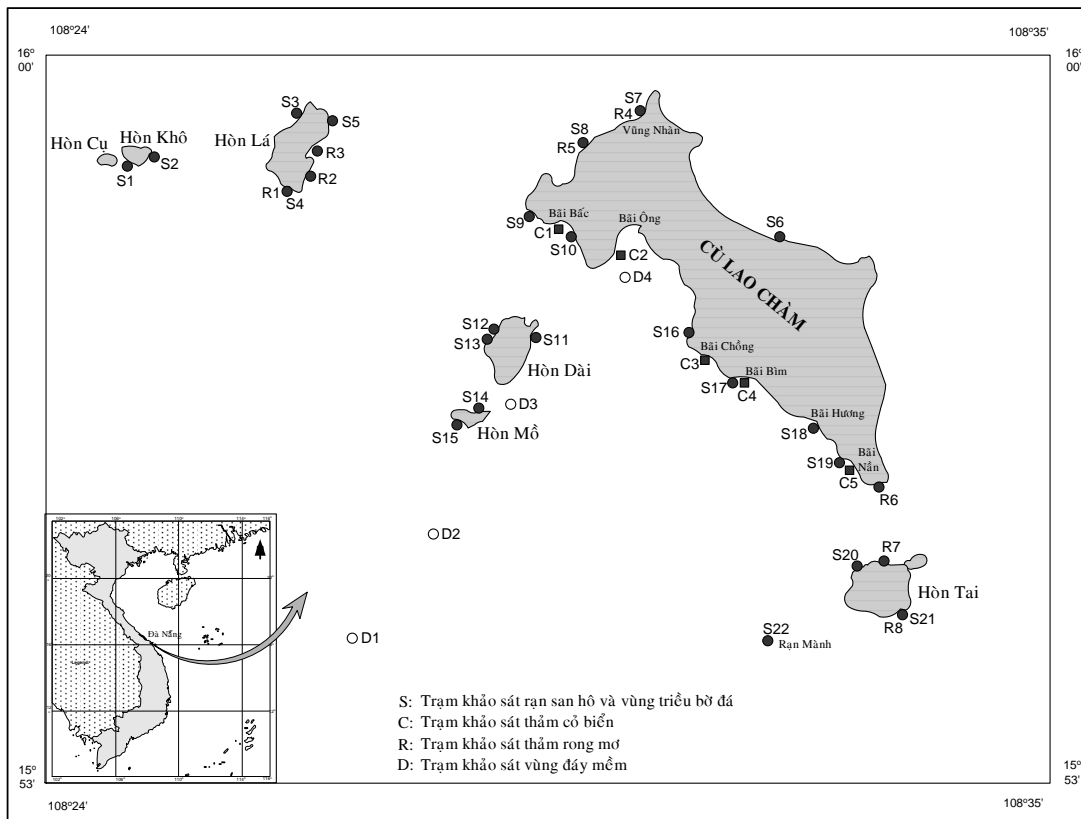 108°24'
108°35'
16°
00'
16°
00'
S7
R4
Vũng Nhàn
S3
S5
S8
R5
Hòn Cụ
Hòn Khô
Hòn Lá
R3
S2
S1
R2
R1
S4
S9
Bãi Bấc
Bãi Ông
S6
C1
S10
C2
CÙ LAO CHÀM
D4
S12
S13
S11
S16
Bãi Chồng
Hòn Dài
C3
Bãi Bìm
S17
C4
S14
D3
S15
Hòn Mồ
Bãi Hương
S18
Bãi
Nần
S19
C5
R6
D2
R7
S20
Hòn Tai
S21
R8
D1
S22
Rạn Mành
Đà Nẵng
S: Trạm khảo sát rạn san hô và vùng triều bờ đá
C: Trạm khảo sát thảm cỏ biển
R: Trạm khảo sát thảm rong mơ
D: Trạm khảo sát vùng đáy mềm
15°
53'
15°
53'
108°24'
108°35'